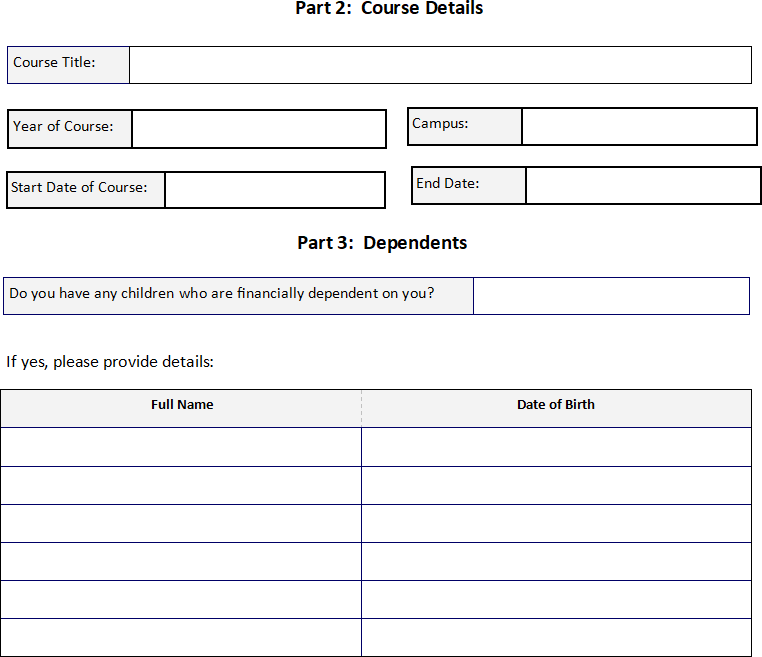 Part 2:  Course Details
Course Title:
Year of Course:
Campus:
Start Date of Course:
End Date:
Part 3:  Dependents
Do you have any children who are financially dependent on you?
If yes, please provide details:
Full Name
Date of Birth